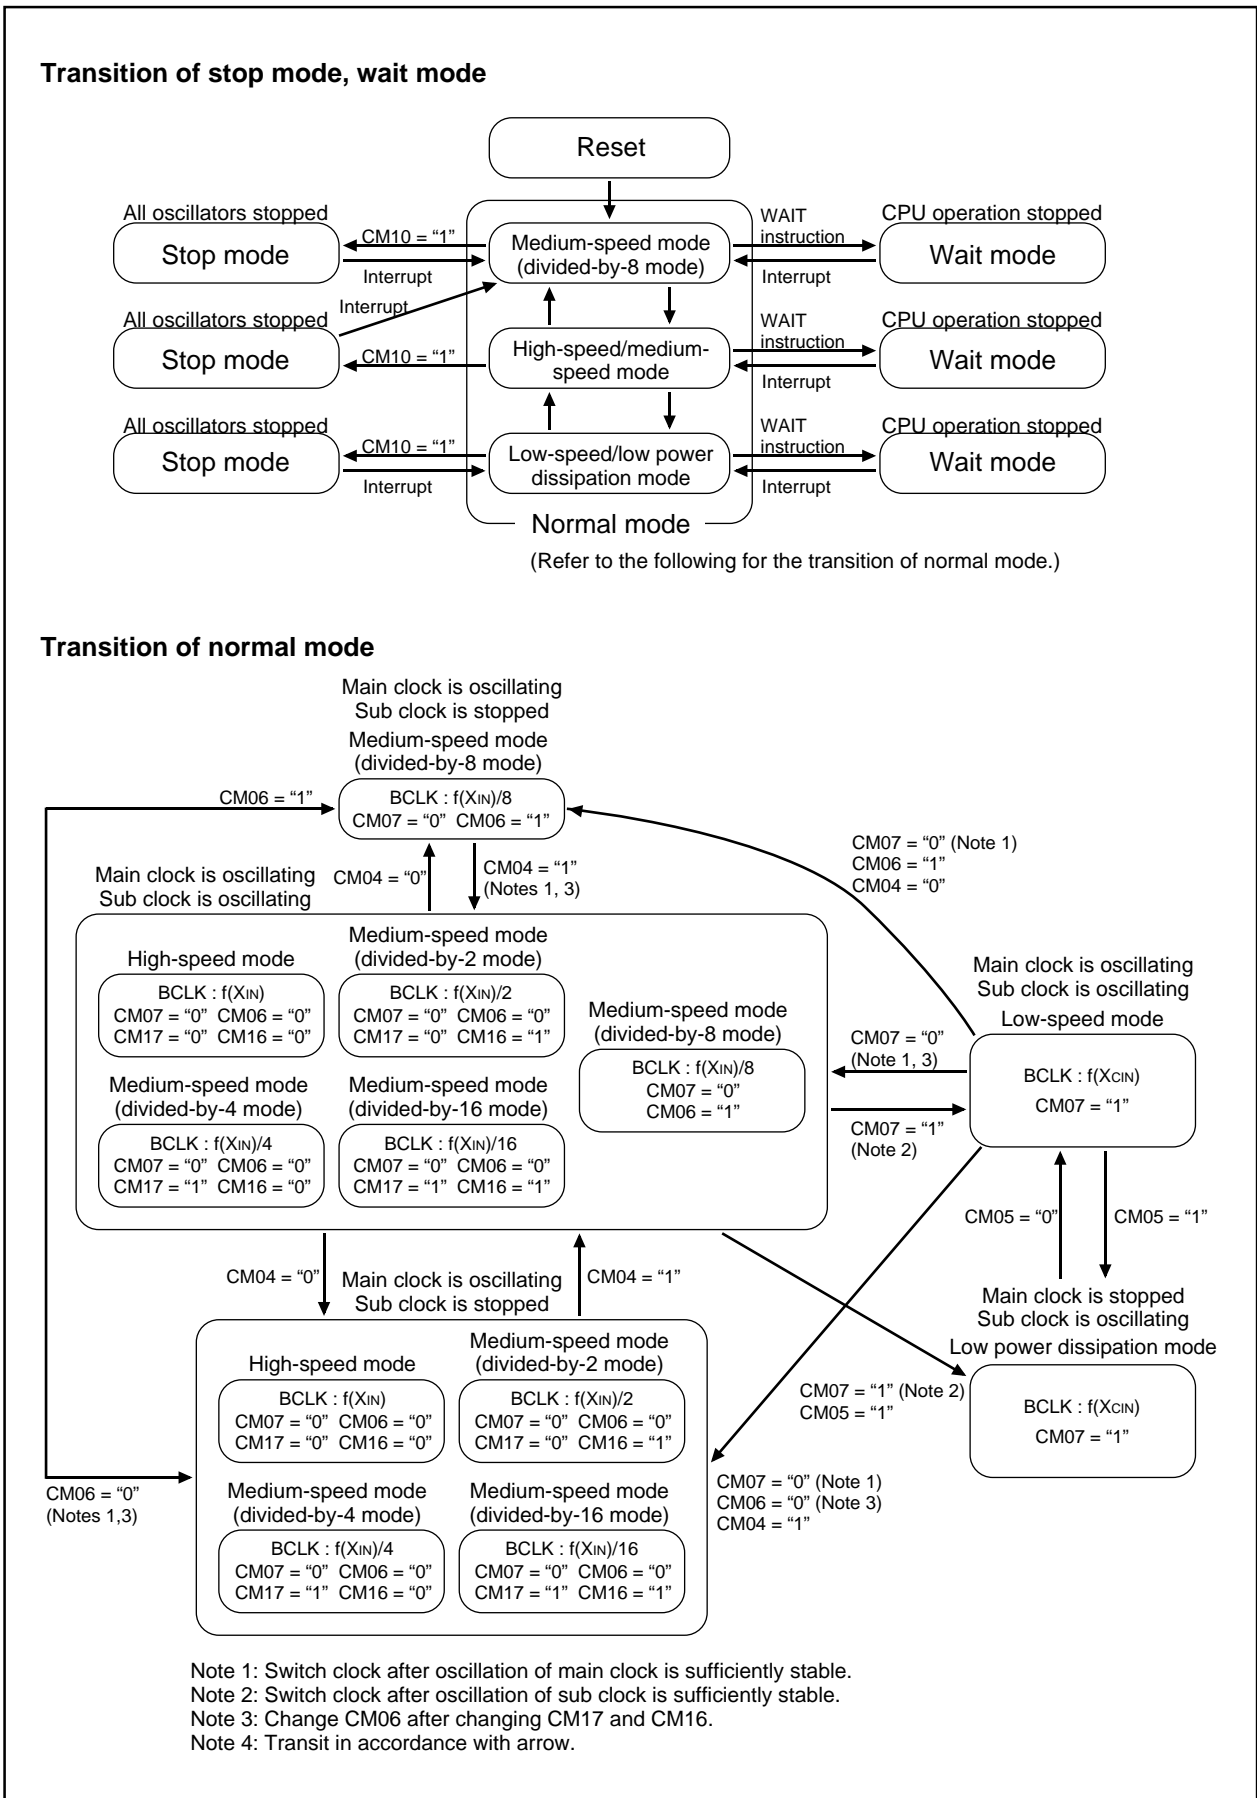 Transition of stop mode, wait mode
Reset
All oscillators stopped
Stop mode
CM10 = “1”
Interrupt
Medium-speed mode
(divided-by-8 mode)
WAIT
instruction
Interrupt
CPU operation stopped
Wait mode
Interrupt
All oscillators stopped
Stop mode
CM10 = “1”
High-speed/medium-
speed mode
WAIT
instruction
Interrupt
CPU operation stopped
Wait mode
All oscillators stopped
Stop mode
CM10 = “1”
Interrupt
Low-speed/low power
dissipation mode
WAIT
instruction
Interrupt
CPU operation stopped
Wait mode
Normal mode
(Refer to the following for the transition of normal mode.)
Transition of normal mode
Main clock is oscillating
Sub clock is stopped
Medium-speed mode
(divided-by-8 mode)
CM06 = “1”
BCLK : f(XIN)/8
CM07 = “0” CM06 = “1”
CM07 = “0” (Note 1)
CM06 = “1”
CM04 = “0”
CM04 = “0”
CM04 = “1”
(Notes 1, 3)
Main clock is oscillating
Sub clock is oscillating
High-speed mode
BCLK : f(XIN)
CM07 = “0” CM06 = “0”
CM17 = “0” CM16 = “0”
Medium-speed mode
(divided-by-2 mode)
BCLK : f(XIN)/2
CM07 = “0” CM06 = “0”
CM17 = “0” CM16 = “1”
Medium-speed mode
(divided-by-8 mode)
BCLK : f(XIN)/8
CM07 = “0”
CM06 = “1”
Medium-speed mode
(divided-by-4 mode)
BCLK : f(XIN)/4
CM07 = “0” CM06 = “0”
CM17 = “1” CM16 = “0”
Medium-speed mode
(divided-by-16 mode)
BCLK : f(XIN)/16
CM07 = “0” CM06 = “0”
CM17 = “1” CM16 = “1”
CM07 = “0”
(Note 1, 3)
CM07 = “1”
(Note 2)
Main clock is oscillating
Sub clock is oscillating
Low-speed mode
BCLK : f(XCIN)
CM07 = “1”
CM05 = “0”
CM05 = “1”
Main clock is stopped
Sub clock is oscillating
Low power dissipation mode
BCLK : f(XCIN)
CM07 = “1”
CM07 = “1” (Note 2)
CM05 = “1”
CM04 = “0”
Main clock is oscillating
Sub clock is stopped
CM04 = “1”
High-speed mode
BCLK : f(XIN)
CM07 = “0” CM06 = “0”
CM17 = “0” CM16 = “0”
Medium-speed mode
(divided-by-2 mode)
BCLK : f(XIN)/2
CM07 = “0” CM06 = “0”
CM17 = “0” CM16 = “1”
CM06 = “0”
(Notes 1,3)
Medium-speed mode
(divided-by-4 mode)
BCLK : f(XIN)/4
CM07 = “0” CM06 = “0”
CM17 = “1” CM16 = “0”
Medium-speed mode
(divided-by-16 mode)
BCLK : f(XIN)/16
CM07 = “0” CM06 = “0”
CM17 = “1” CM16 = “1”
CM07 = “0” (Note 1)
CM06 = “0” (Note 3)
CM04 = “1”
Note 1: Switch clock after oscillation of main clock is sufficiently stable.
Note 2: Switch clock after oscillation of sub clock is sufficiently stable.
Note 3: Change CM06 after changing CM17 and CM16.
Note 4: Transit in accordance with arrow.